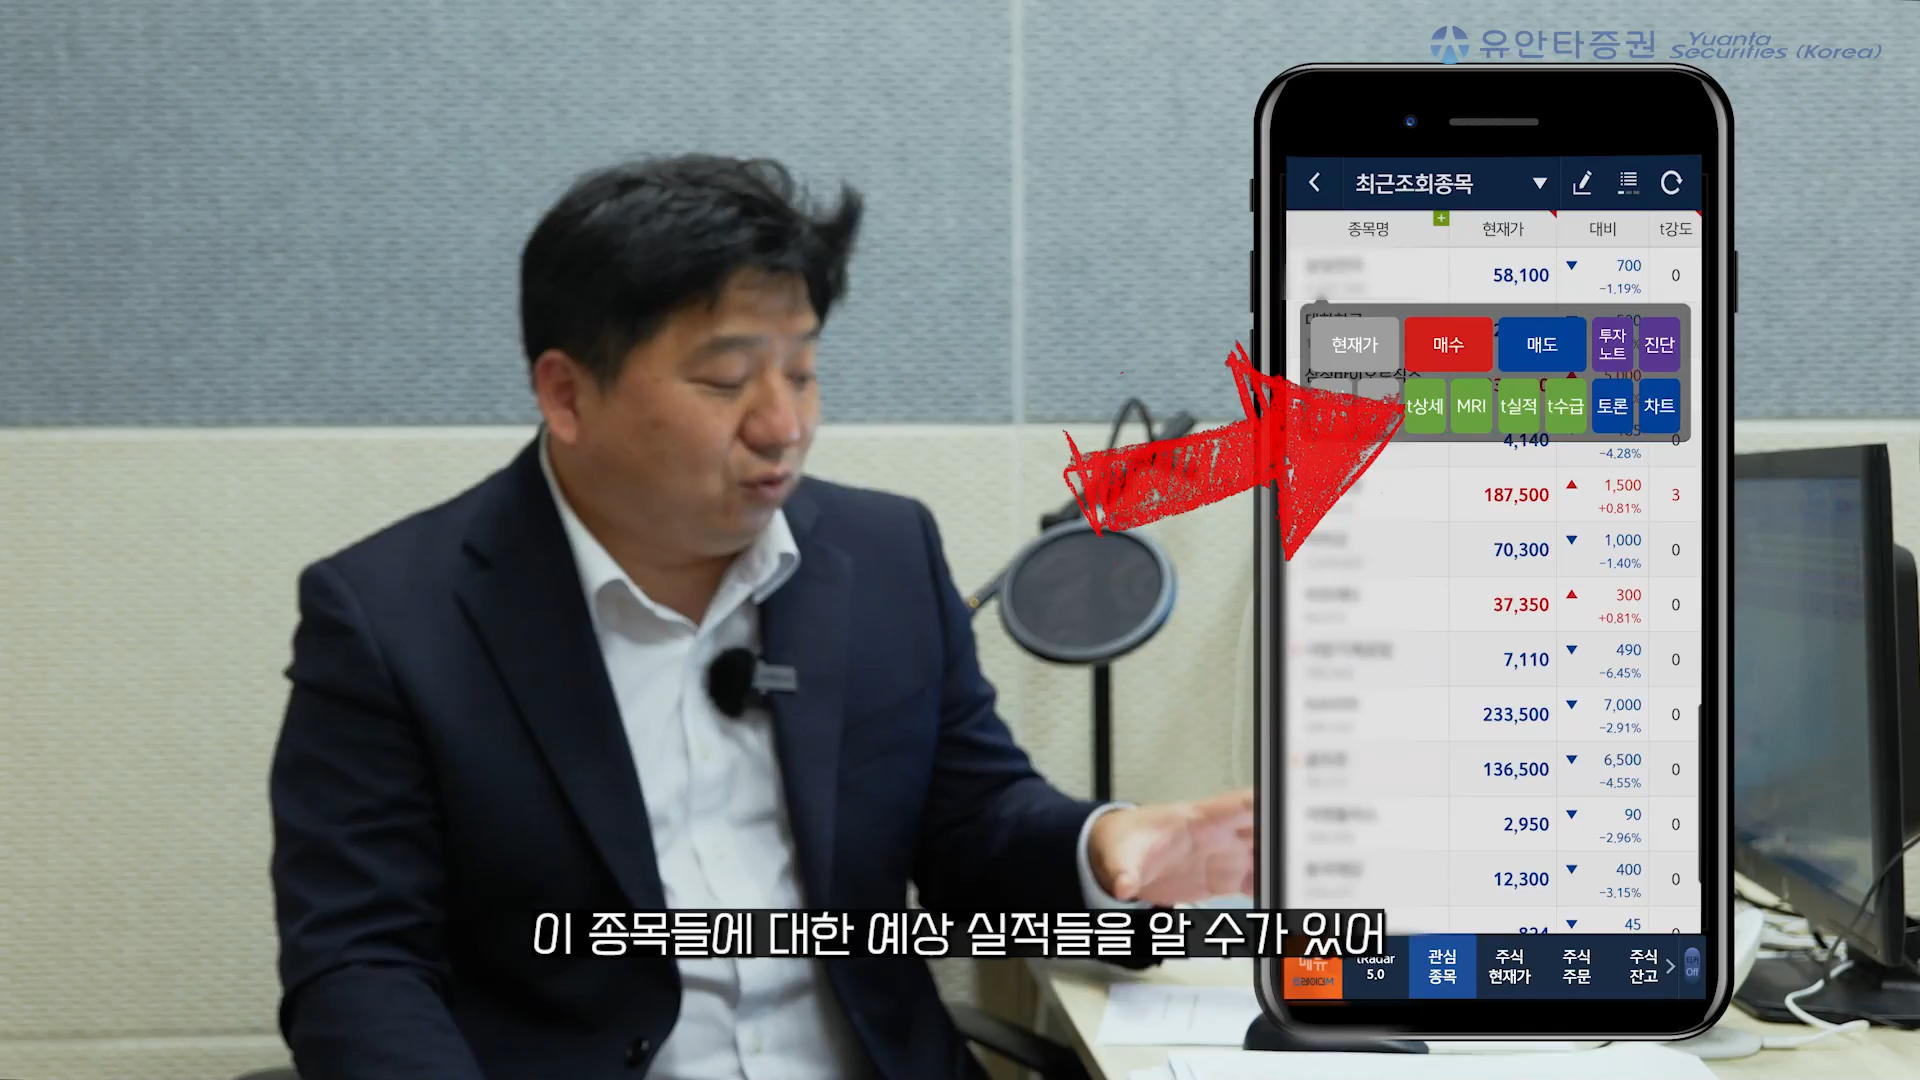 유안타증권 Yuanta Securities (Korea)
최근조회종목
종목명 + 현재가 대비 t강도
58,100 700 0
-1.19%
현재가 매수 매도 투자노트 진단
t상세 MRI t실적 t수급 토론 차트
4,140 0
-4.28%
187,500 1,500 3
+0.81%
70,300 1,000 0
-1.40%
37,350 300 0
+0.81%
7,110 490 0
-6.45%
233,500 7,000 0
-2.91%
136,500 6,500 0
-4.55%
2,950 90 0
-2.96%
12,300 400 0
-3.15%
45
이 종목들에 대한 예상 실적들을 알 수가 있어
메뉴 tRadar 5.0 관심종목 주식현재가 주식주문 주식잔고 Off